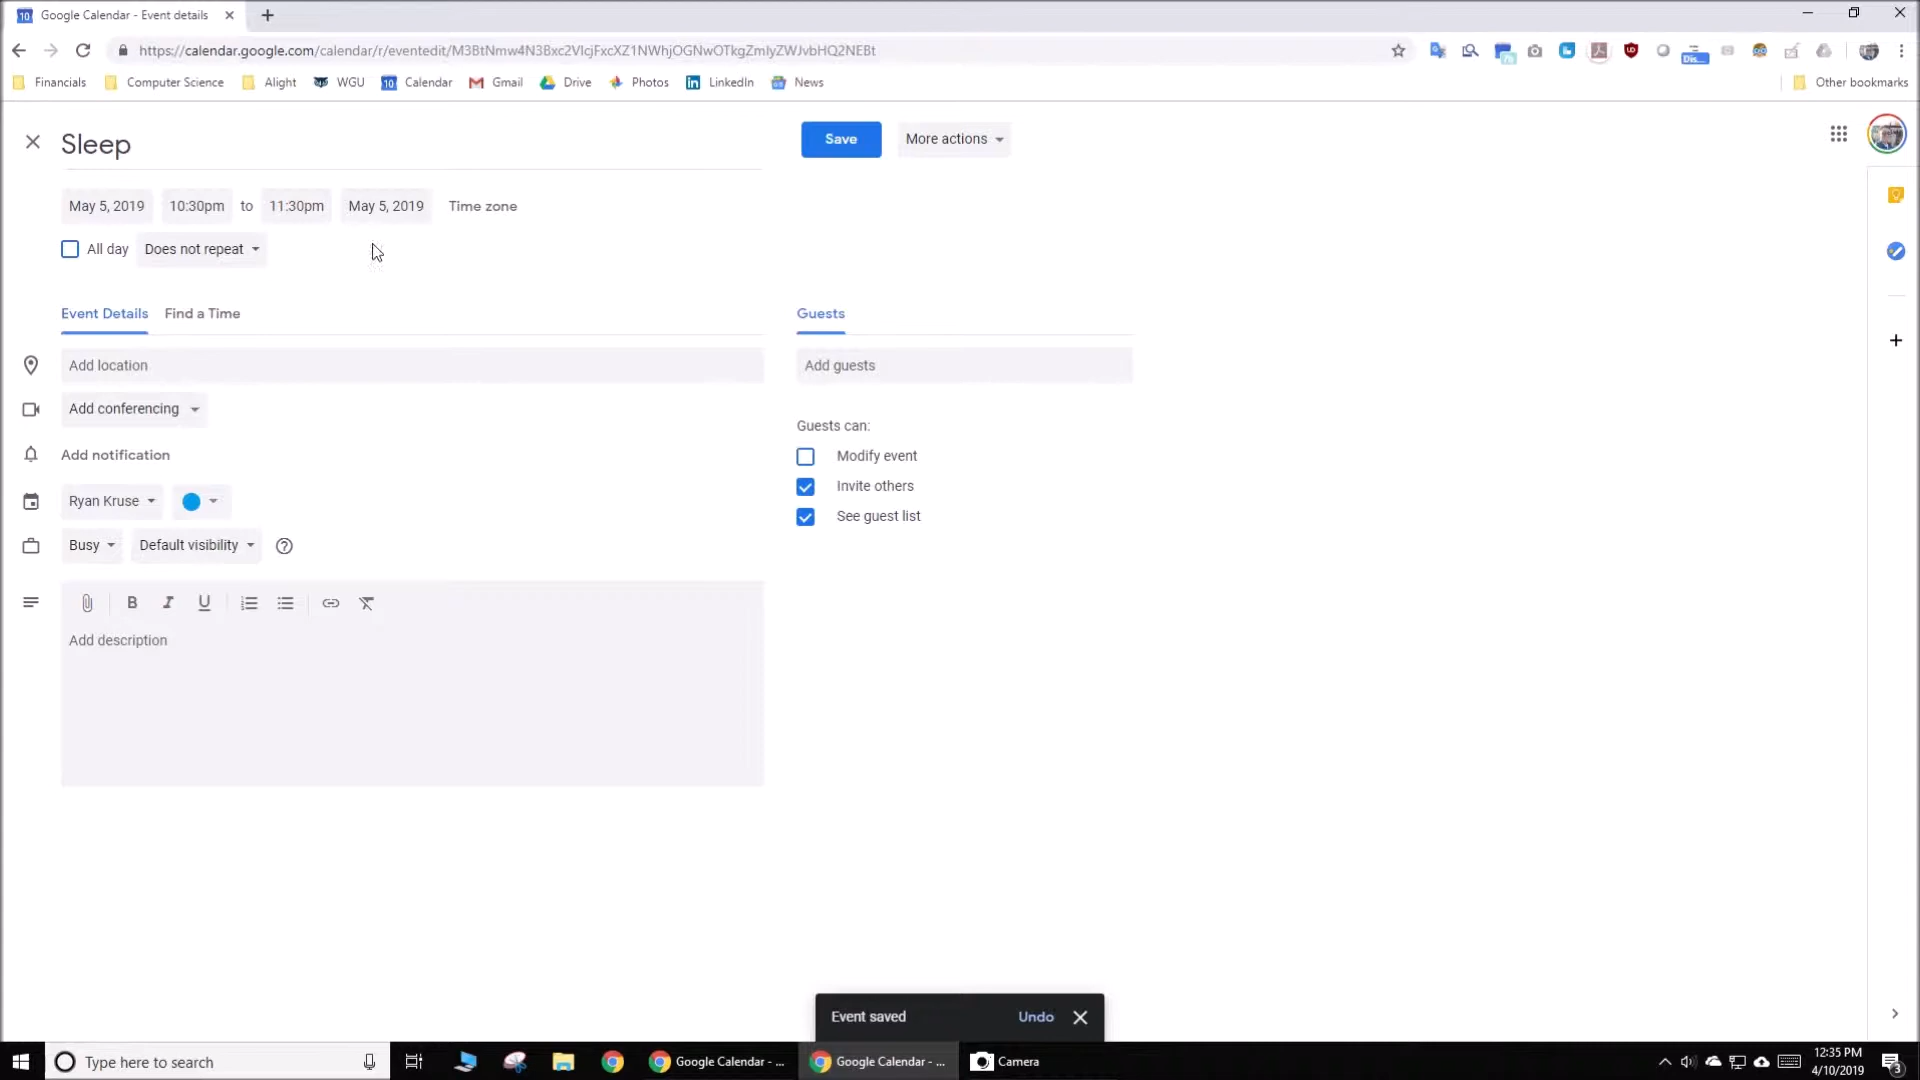 Google Calendar - Event details
https://calendar.google.com/calendar/r/eventedit/M3BtNmw4N3Bxc2VIcjFxcXZ1NWhjOGNwOTkgZmlyZWJvbHQ2NEBt
Financials Computer Science Alight WGU Calendar Gmail Drive Photos LinkedIn News Other bookmarks
Sleep Save More actions
May 5, 2019 10:30pm to 11:30pm May 5, 2019 Time zone
All day Does not repeat
Event Details Find a Time Guests
Add location Add guests
Add conferencing
Guests can:
Add notification Modify event
Ryan Kruse Invite others
Busy Default visibility See guest list
B I U
Add description
Event saved Undo
Type here to search Google Calendar - ... Google Calendar - ... Camera
12:35 PM
4/10/2019
3